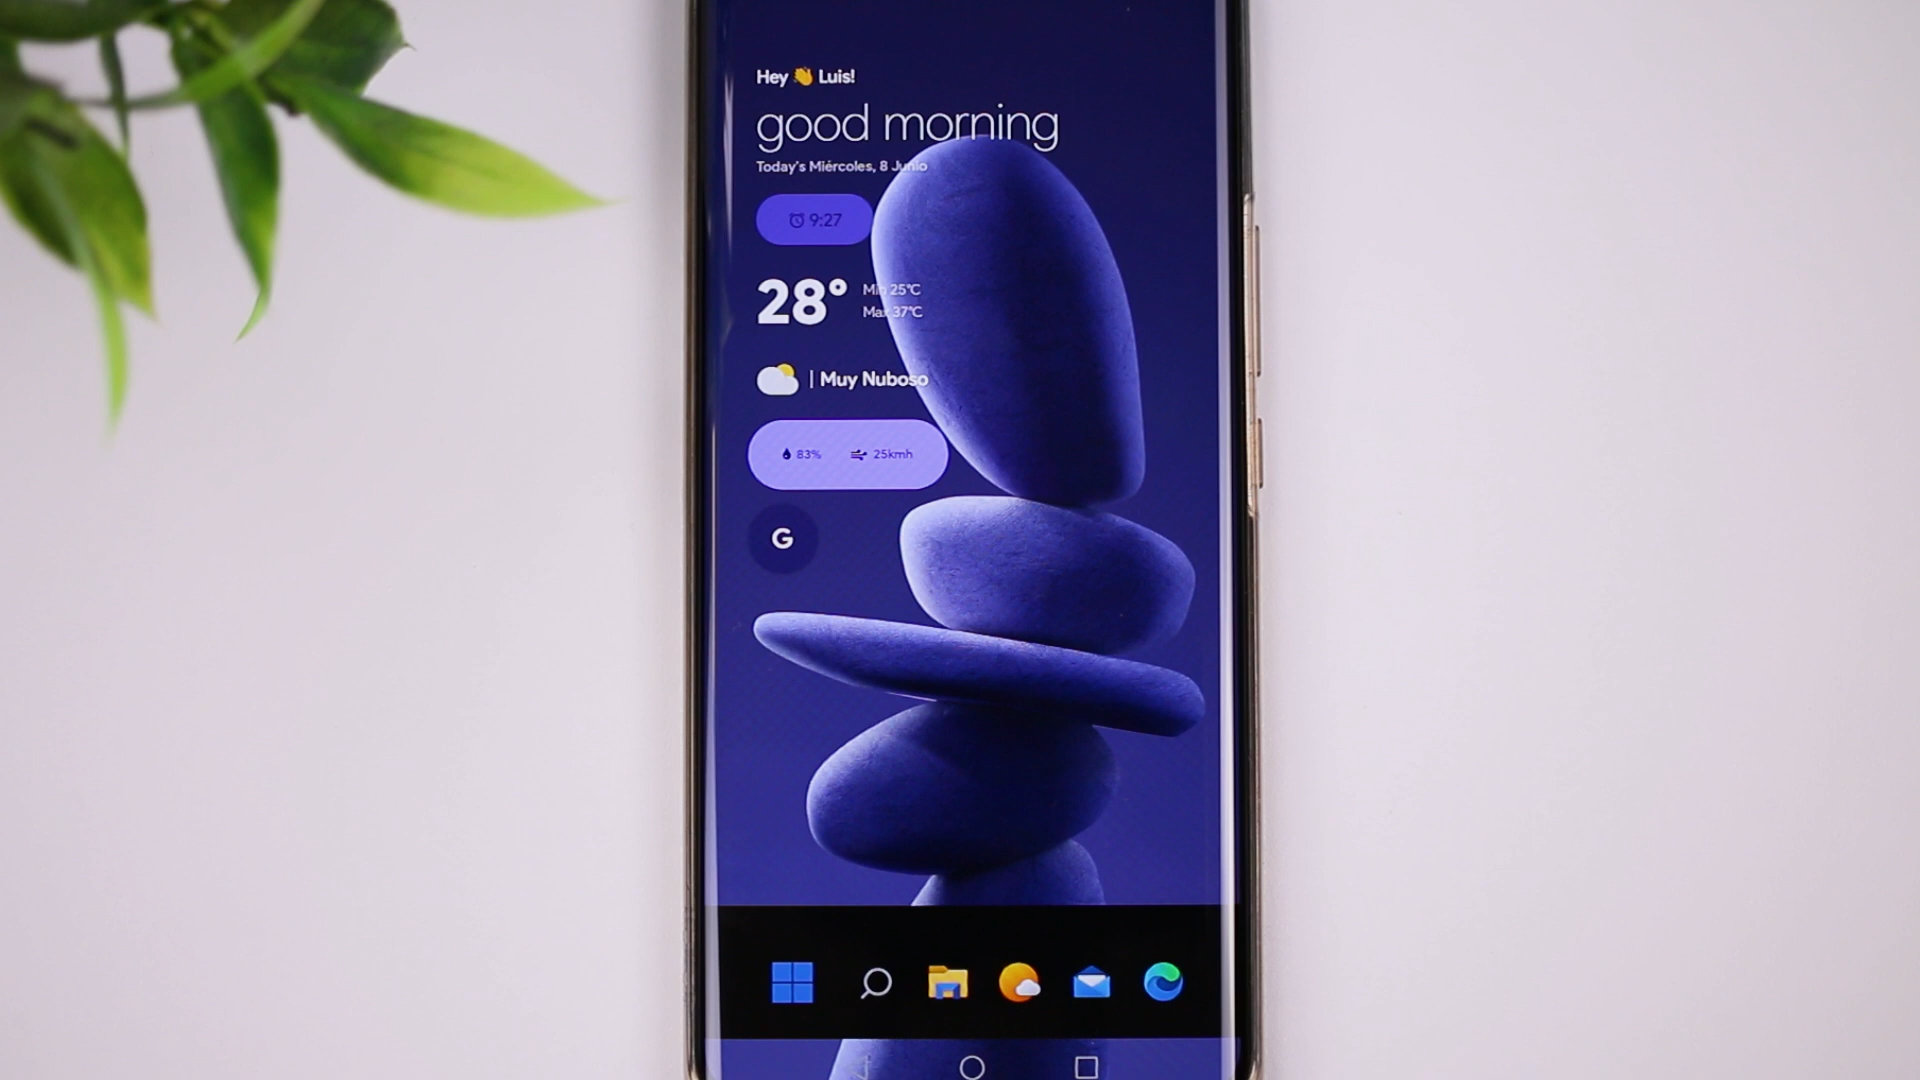 Hey 👋 Luis!
good morning
Today's Miércoles, 8 Junio
9:27
28° Min 25°C
Max 37°C
| Muy Nuboso
83% 25kmh
G